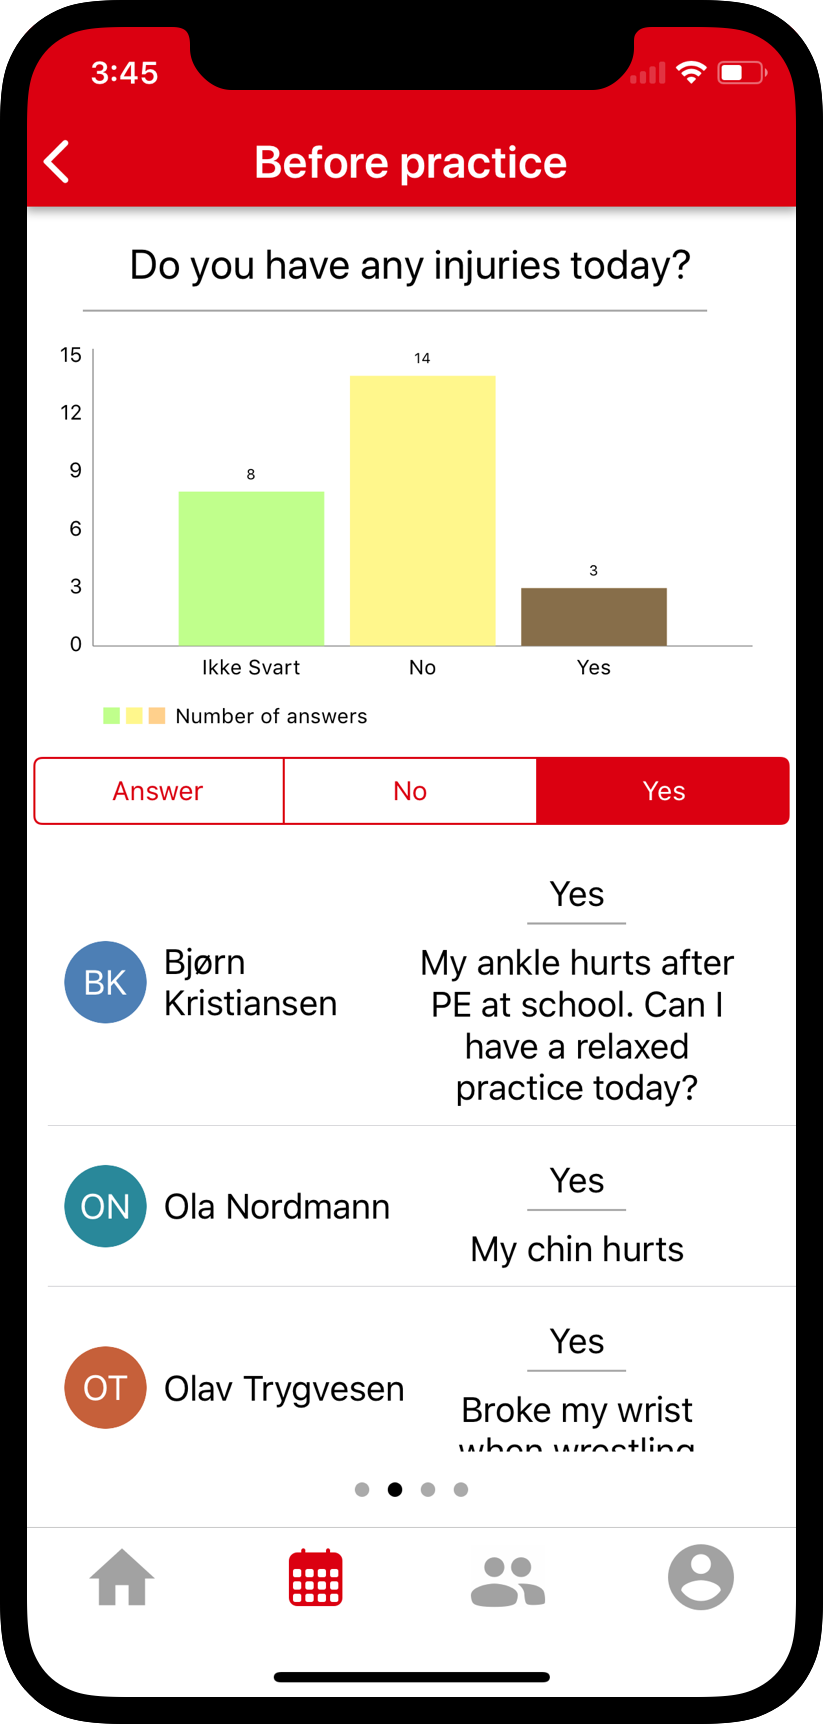 3:45
Before practice
Do you have any injuries today?
15
12
9
6
3
0
8
14
3
Ikke Svart
No
Yes
Number of answers
Answer
No
Yes
BK
Bjørn
Kristiansen
Yes
My ankle hurts after
PE at school. Can I
have a relaxed
practice today?
ON
Ola Nordmann
Yes
My chin hurts
OT
Olav Trygvesen
Yes
Broke my wrist
when wrestling